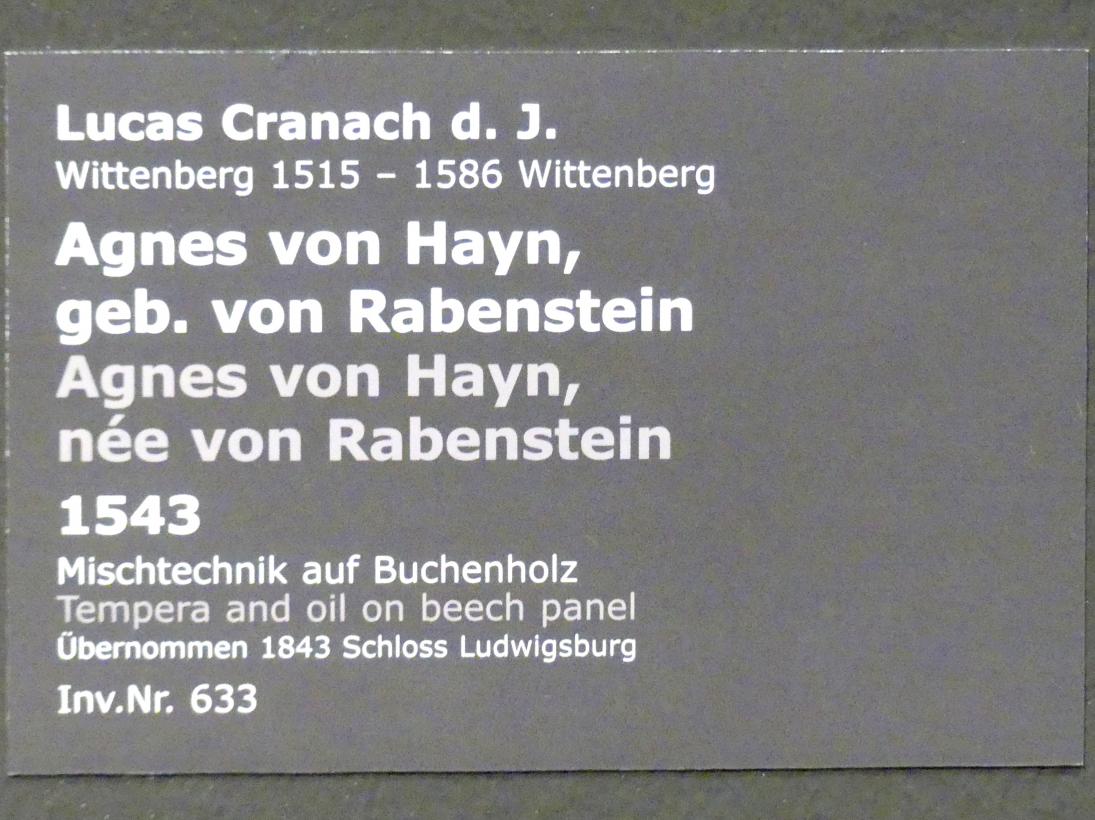 Lucas Cranach d. J.
Wittenberg 1515 – 1586 Wittenberg
Agnes von Hayn,
geb. von Rabenstein
Agnes von Hayn,
née von Rabenstein
1543
Mischtechnik auf Buchenholz
Tempera and oil on beech panel
Übernommen 1843 Schloss Ludwigsburg
Inv.Nr. 633